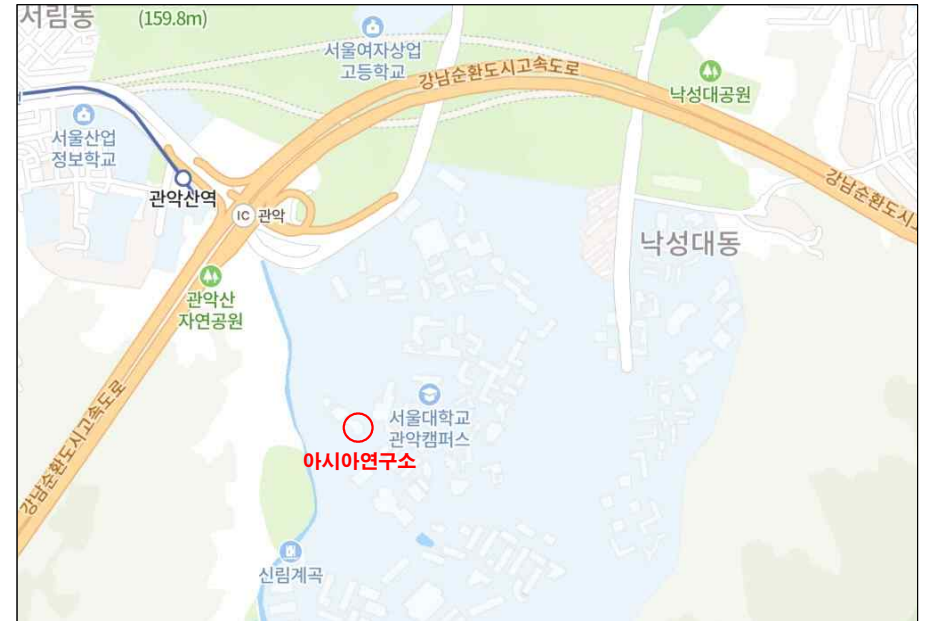 서림동
(159.8m)
서울여자상업
고등학교
강남순환도시고속도로
낙성대공원
서울산업
정보학교
관악산역
IC 관악
강남순환도시고속도로
낙성대동
관악산
자연공원
서울대학교
관악캠퍼스
아시아연구소
강남순환도시고속도로
신림계곡